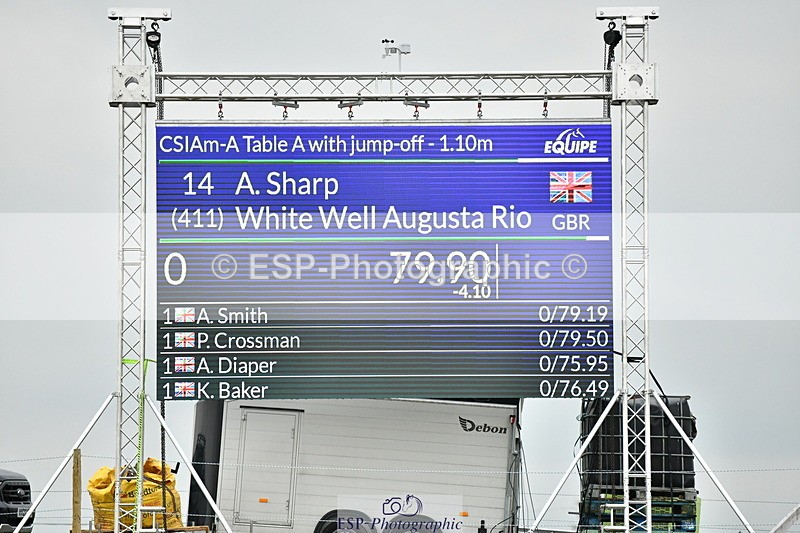 CSIAm-A Table A with jump-off - 1.10m
EQUIPE
14 A. Sharp
(411) White Well Augusta Rio GBR
0 79.90
-4.10
© ESP-Photographic ©
1 A. Smith 0/79.19
1 P. Crossman 0/79.50
1 A. Diaper 0/75.95
1 K. Baker 0/76.49
Debon
ESP-Photographic